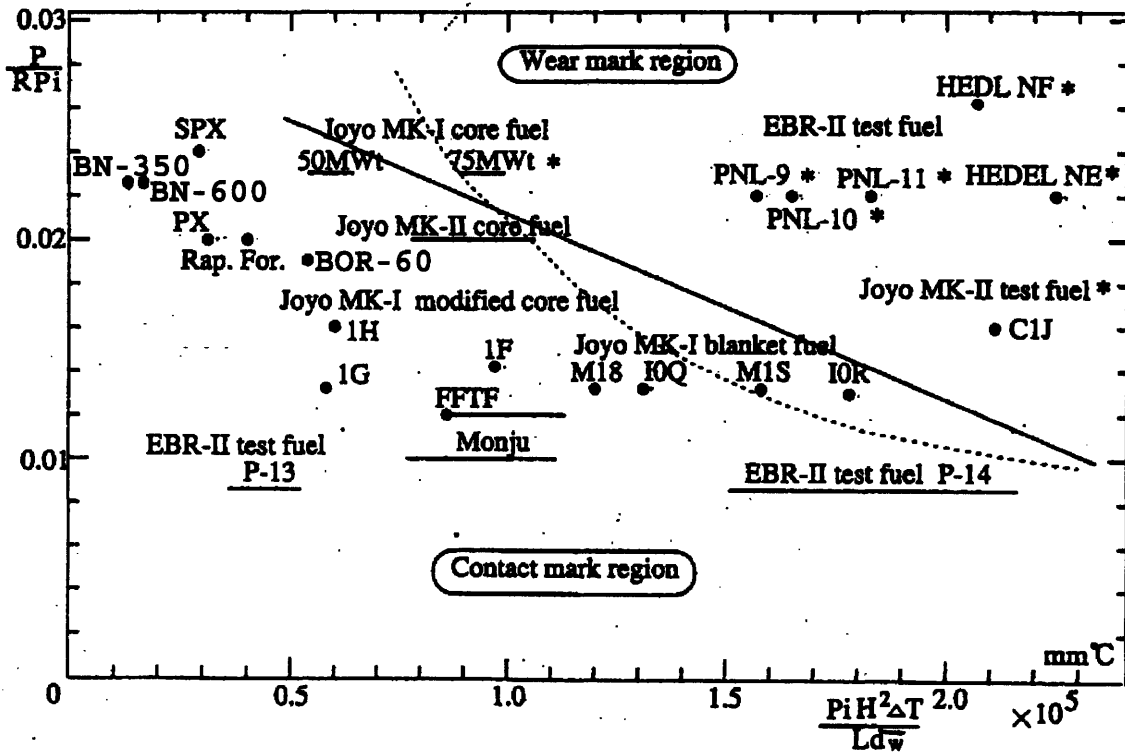 0.03
P
RPi
Wear mark region
HEDL NF *
SPX
Joyo MK-I core fuel
EBR-II test fuel
BN-350
50MWt
75MWt *
PNL-9 *
PNL-11 *
HEDEL NE *
BN-600
PNL-10 *
PX
0.02
Joyo MK-II core fuel
Rap. For.
BOR-60
Joyo MK-I modified core fuel
Joyo MK-II test fuel *
1H
C1J
Joyo MK-I blanket fuel
1F
1G
M18
I0Q
M1S
I0R
FFTF
0.01
EBR-II test fuel
P-13
Monju
EBR-II test fuel P-14
Contact mark region
mm℃
0
0.5
1.0
1.5
2.0
×10⁵
PiH²ΔT
Ldw̅